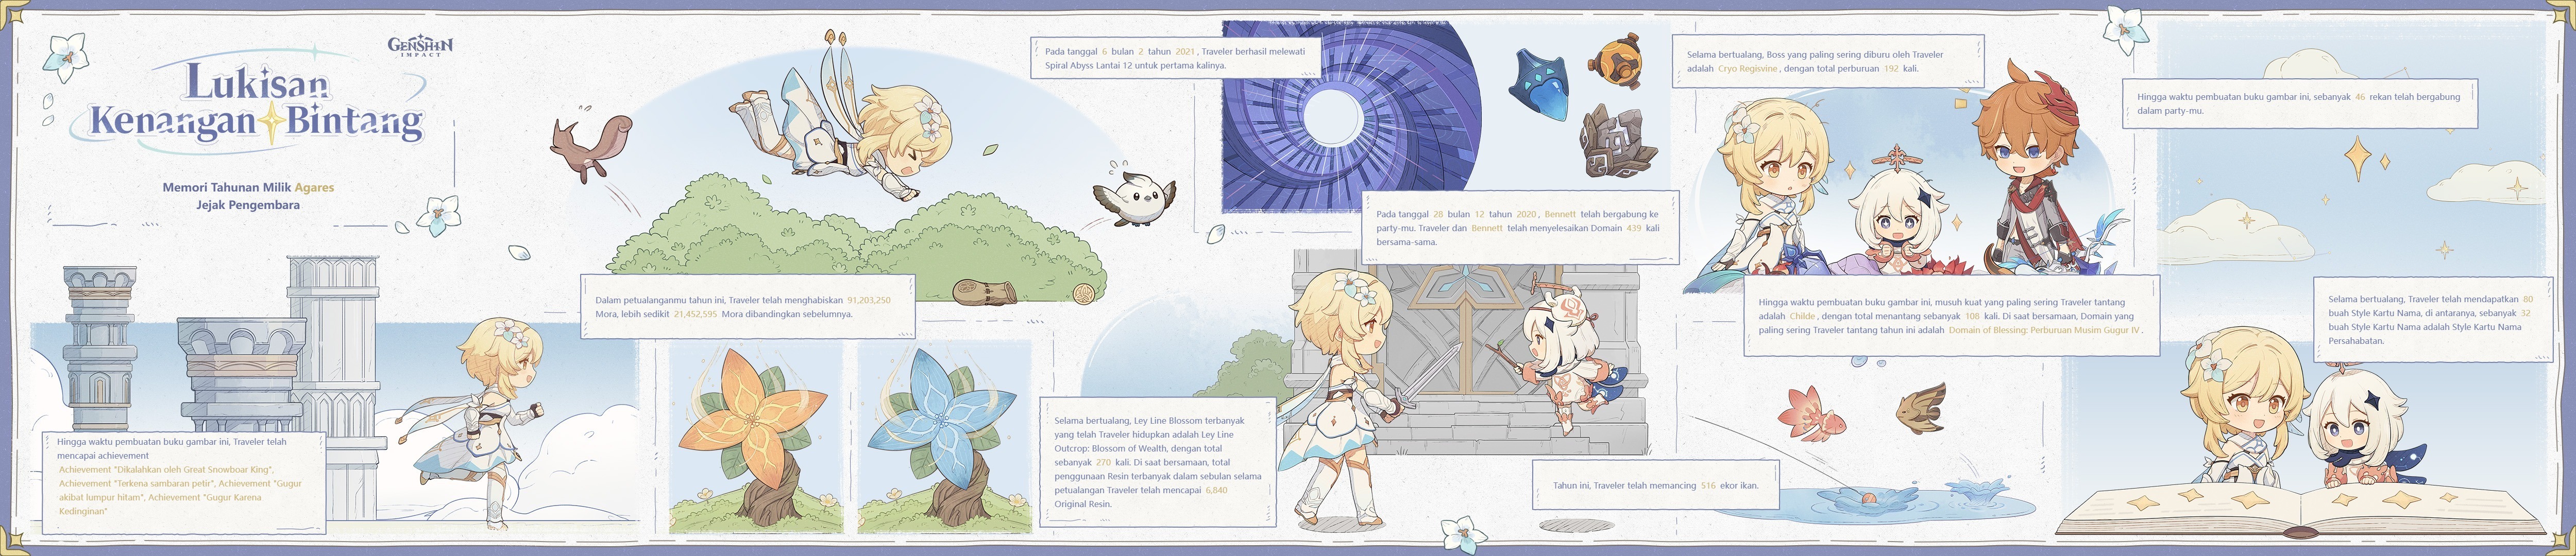 GENSHIN
IMPACT
Lukisan
Kenangan Bintang
Memori Tahunan Milik Agares
Jejak Pengembara
Hingga waktu pembuatan buku gambar ini, Traveler telah
mencapai achievement
Achievement "Dikalahkan oleh Great Snowboar King",
Achievement "Terkena sambaran petir", Achievement "Gugur
akibat lumpur hitam", Achievement "Gugur Karena
Kedinginan"
.
Dalam petualanganmu tahun ini, Traveler telah menghabiskan 91,203,250
Mora, lebih sedikit 21,452,595 Mora dibandingkan sebelumnya.
Selama bertualang, Ley Line Blossom terbanyak
yang telah Traveler hidupkan adalah Ley Line
Outcrop: Blossom of Wealth, dengan total
sebanyak 270 kali. Di saat bersamaan, total
penggunaan Resin terbanyak dalam sebulan selama
petualangan Traveler telah mencapai 6,840
Original Resin.
Pada tanggal 6 bulan 2 tahun 2021, Traveler berhasil melewati
Spiral Abyss Lantai 12 untuk pertama kalinya.
Pada tanggal 28 bulan 12 tahun 2020, Bennett telah bergabung ke
party-mu. Traveler dan Bennett telah menyelesaikan Domain 439 kali
bersama-sama.
Selama bertualang, Boss yang paling sering diburu oleh Traveler
adalah Cryo Regisvine, dengan total perburuan 192 kali.
Hingga waktu pembuatan buku gambar ini, musuh kuat yang paling sering Traveler tantang
adalah Childe, dengan total menantang sebanyak 108 kali. Di saat bersamaan, Domain yang
paling sering Traveler tantang tahun ini adalah Domain of Blessing: Perburuan Musim Gugur IV.
Tahun ini, Traveler telah memancing 516 ekor ikan.
Hingga waktu pembuatan buku gambar ini, sebanyak 46 rekan telah bergabung
dalam party-mu.
Selama bertualang, Traveler telah mendapatkan 80
buah Style Kartu Nama, di antaranya, sebanyak 32
buah Style Kartu Nama adalah Style Kartu Nama
Persahabatan.